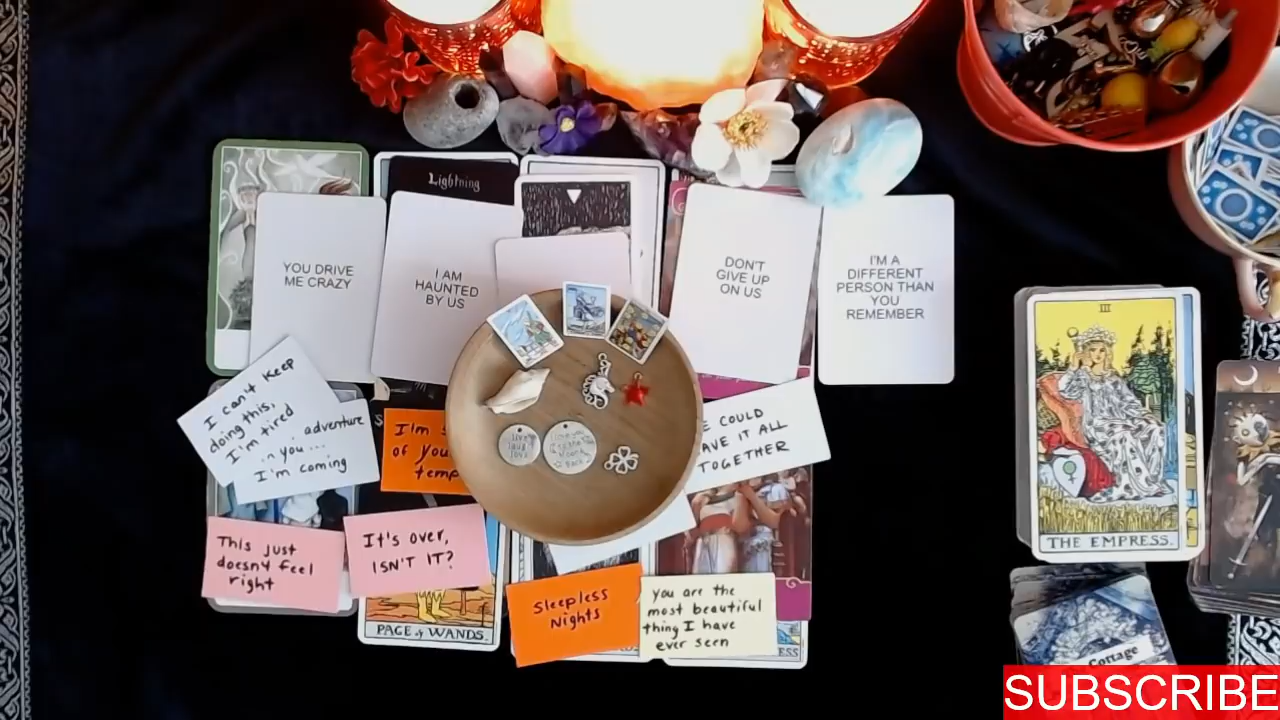 Lightning
YOU DRIVE
ME CRAZY
I AM
HAUNTED
BY US
DON'T
GIVE UP
ON US
I'M A
DIFFERENT
PERSON THAN
YOU
REMEMBER
I can't keep
doing this,
I'm tired
adventure
you...
I'm coming
I'm
of you
temp
COULD
IT ALL
TOGETHER
This just
doesn't feel
right
It's over,
ISN'T IT?
PAGE of WANDS.
Sleepless
Nights
You are the
most beautiful
thing I have
ever seen
III
THE EMPRESS.
Cottage
SUBSCRIBE